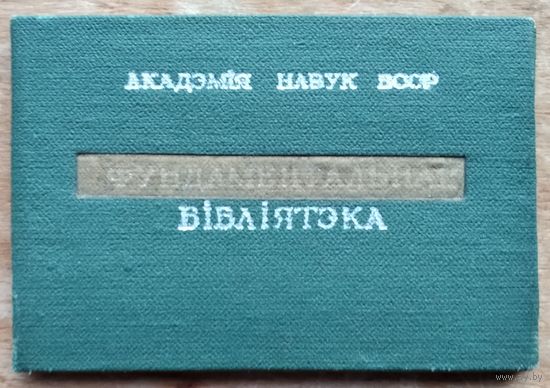 АКАДЭМІЯ НАВУК БССР
ФУНДАМЕНТАЛЬНАЯ
БІБЛІЯТЭКА